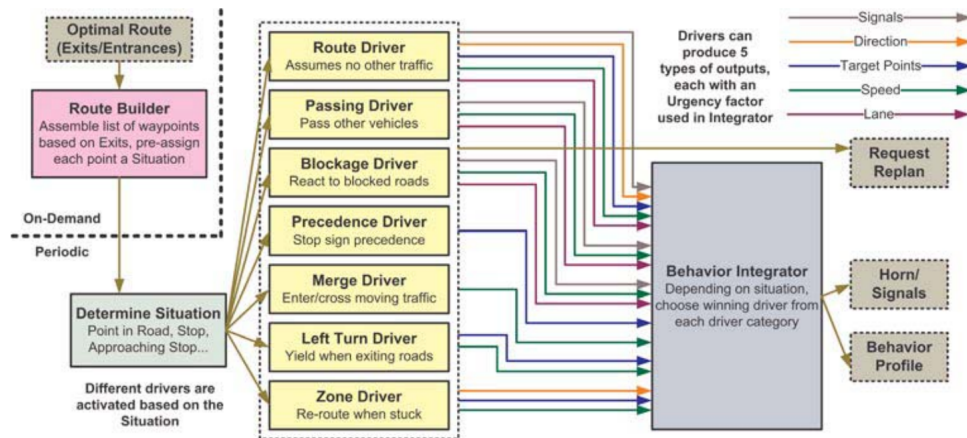 Optimal Route
(Exits/Entrances)
Route Builder
Assemble list of waypoints
based on Exits, pre-assign
each point a Situation
On-Demand
Periodic
Determine Situation
Point in Road, Stop,
Approaching Stop...
Different drivers are
activated based on the
Situation
Route Driver
Assumes no other traffic
Passing Driver
Pass other vehicles
Blockage Driver
React to blocked roads
Precedence Driver
Stop sign precedence
Merge Driver
Enter/cross moving traffic
Left Turn Driver
Yield when exiting roads
Zone Driver
Re-route when stuck
Drivers can
produce 5
types of outputs,
each with an
Urgency factor
used in Integrator
Signals
Direction
Target Points
Speed
Lane
Behavior Integrator
Depending on situation,
choose winning driver from
each driver category
Request
Replan
Horn/
Signals
Behavior
Profile